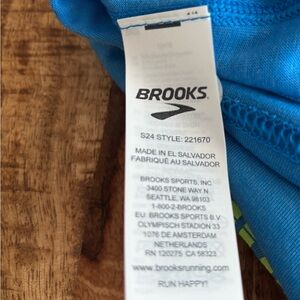 BROOKS
S24 STYLE: 221670
MADE IN EL SALVADOR
FABRIQUÉ AU SALVADOR
BROOKS SPORTS, INC.
3400 STONE WAY N
SEATTLE, WA 98103
1-800-2-BROOKS
EU: BROOKS SPORTS B.V.
OLYMPISCH STADION 33
1076 DE AMSTERDAM
NETHERLANDS
RN 120275 CA 58323
www.brooksrunning.com
RUN HAPPY!